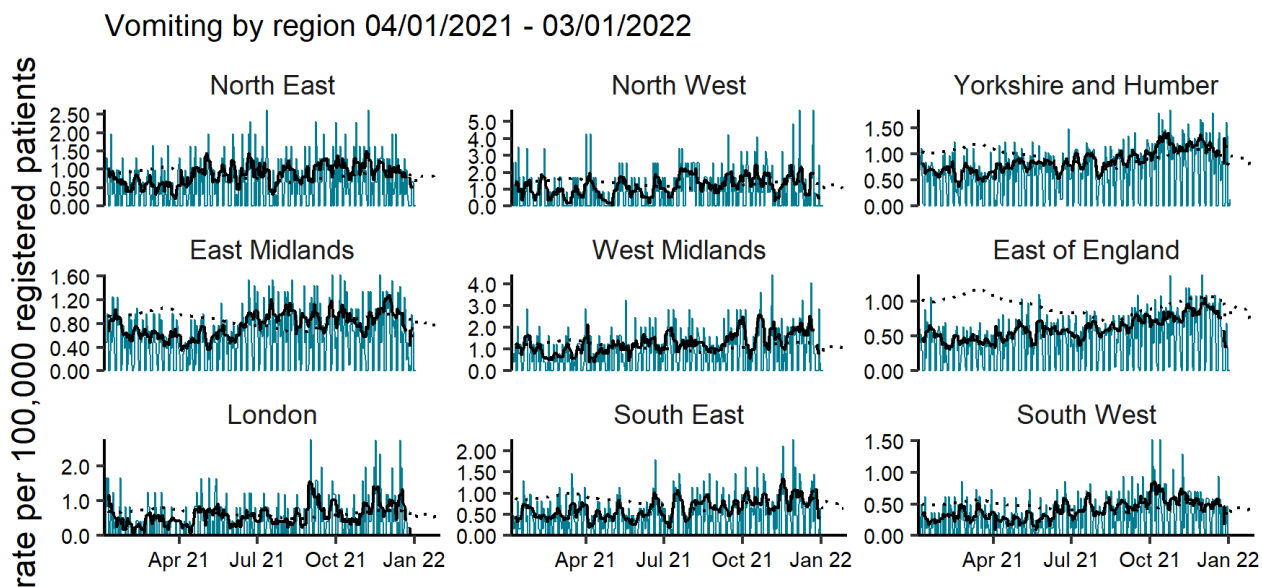 Vomiting by region 04/01/2021 - 03/01/2022
rate per 100,000 registered patients
North East
2.50
2.00
1.50
1.00
0.50
0.00
North West
5.0
4.0
3.0
2.0
1.0
0.0
Yorkshire and Humber
1.50
1.00
0.50
0.00
East Midlands
1.60
1.20
0.80
0.40
0.00
West Midlands
4.0
3.0
2.0
1.0
0.0
East of England
1.00
0.50
0.00
London
2.0
1.0
0.0
South East
2.00
1.50
1.00
0.50
0.00
South West
1.50
1.00
0.50
0.00
Apr 21 Jul 21 Oct 21 Jan 22
Apr 21 Jul 21 Oct 21 Jan 22
Apr 21 Jul 21 Oct 21 Jan 22